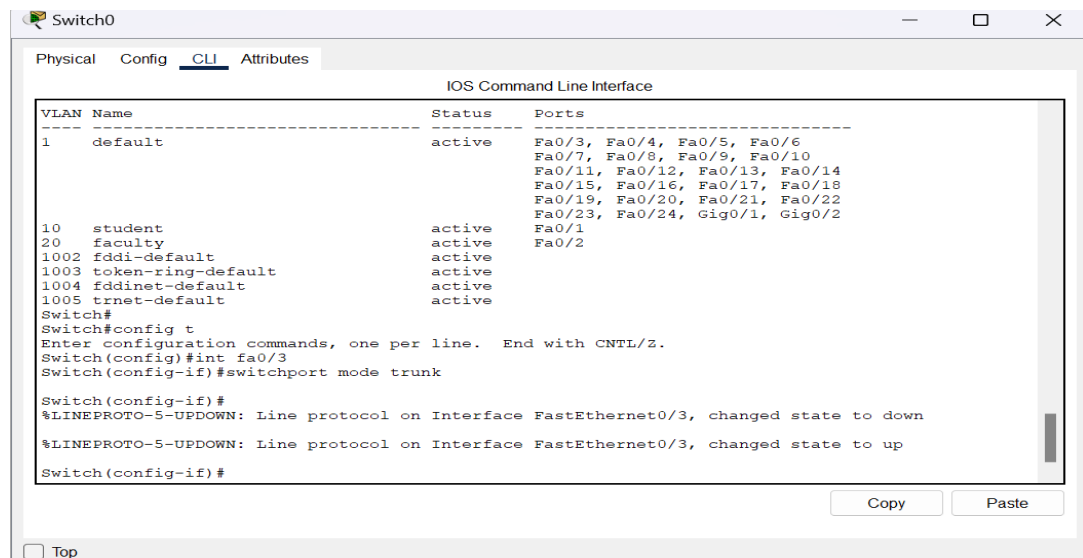 Switch0
Physical Config CLI Attributes
IOS Command Line Interface
VLAN Name Status Ports
---- -------------------------------- --------- -------------------------------
1 default active Fa0/3, Fa0/4, Fa0/5, Fa0/6
Fa0/7, Fa0/8, Fa0/9, Fa0/10
Fa0/11, Fa0/12, Fa0/13, Fa0/14
Fa0/15, Fa0/16, Fa0/17, Fa0/18
Fa0/19, Fa0/20, Fa0/21, Fa0/22
Fa0/23, Fa0/24, Gig0/1, Gig0/2
10 student active Fa0/1
20 faculty active Fa0/2
1002 fddi-default active
1003 token-ring-default active
1004 fddinet-default active
1005 trnet-default active
Switch#
Switch#config t
Enter configuration commands, one per line. End with CNTL/Z.
Switch(config)#int fa0/3
Switch(config-if)#switchport mode trunk
Switch(config-if)#
%LINEPROTO-5-UPDOWN: Line protocol on Interface FastEthernet0/3, changed state to down
%LINEPROTO-5-UPDOWN: Line protocol on Interface FastEthernet0/3, changed state to up
Switch(config-if)#
Copy Paste
Top